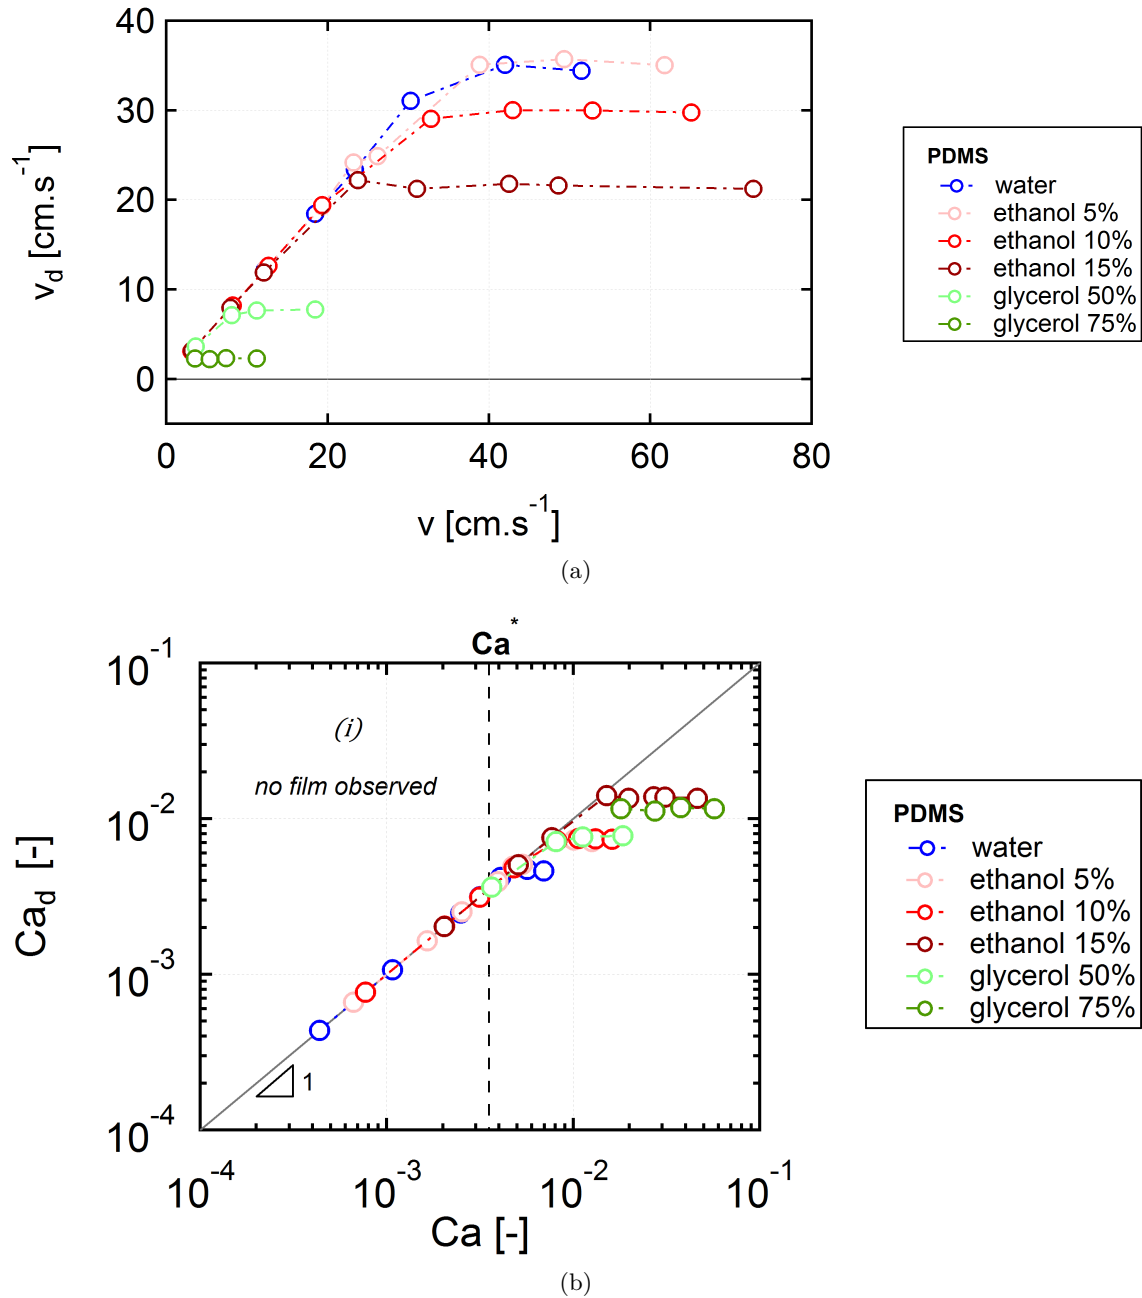 40
30
20
10
0
v_d [cm.s^-1]
0 20 40 60 80
v [cm.s^-1]
PDMS
water
ethanol 5%
ethanol 10%
ethanol 15%
glycerol 50%
glycerol 75%
(a)
Ca*
10^-1
10^-2
10^-3
10^-4
Ca_d [-]
(i)
no film observed
1
10^-4 10^-3 10^-2 10^-1
Ca [-]
PDMS
water
ethanol 5%
ethanol 10%
ethanol 15%
glycerol 50%
glycerol 75%
(b)